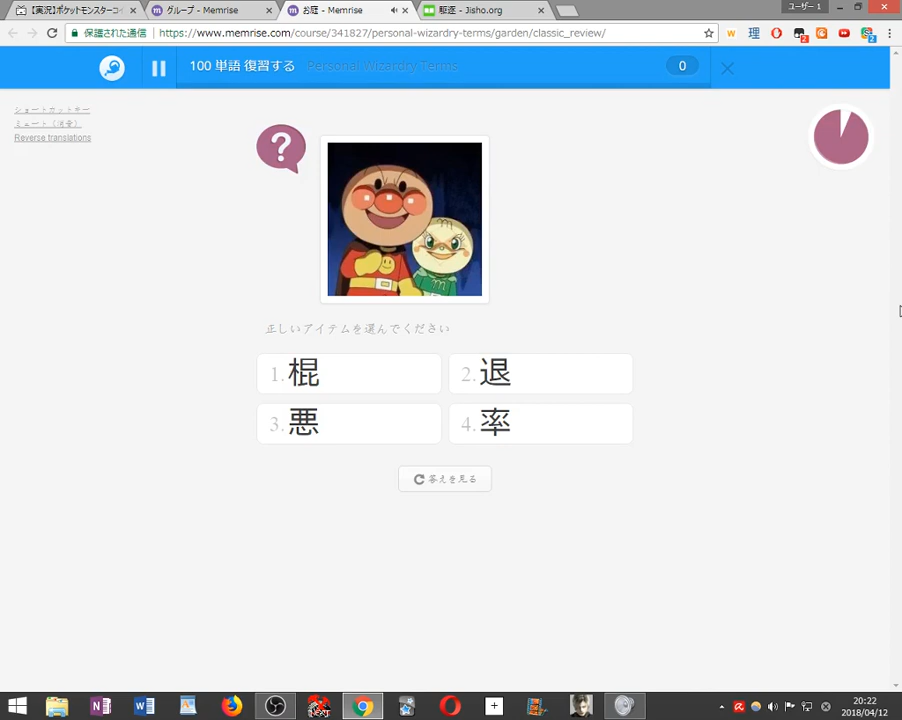 【実況】ポケットモンスターコイ
グループ - Memrise
お庭 - Memrise
駆逐 - Jisho.org
ユーザー 1
保護された通信
https://www.memrise.com/course/341827/personal-wizardry-terms/garden/classic_review/
100 単語 復習する
Personal Wizardry Terms
0
ショートカットキー
ミュート（消音）
Reverse translations
?
正しいアイテムを選んでください
1. 棍
2. 退
3. 悪
4. 率
答えを見る
20:22
2018/04/12